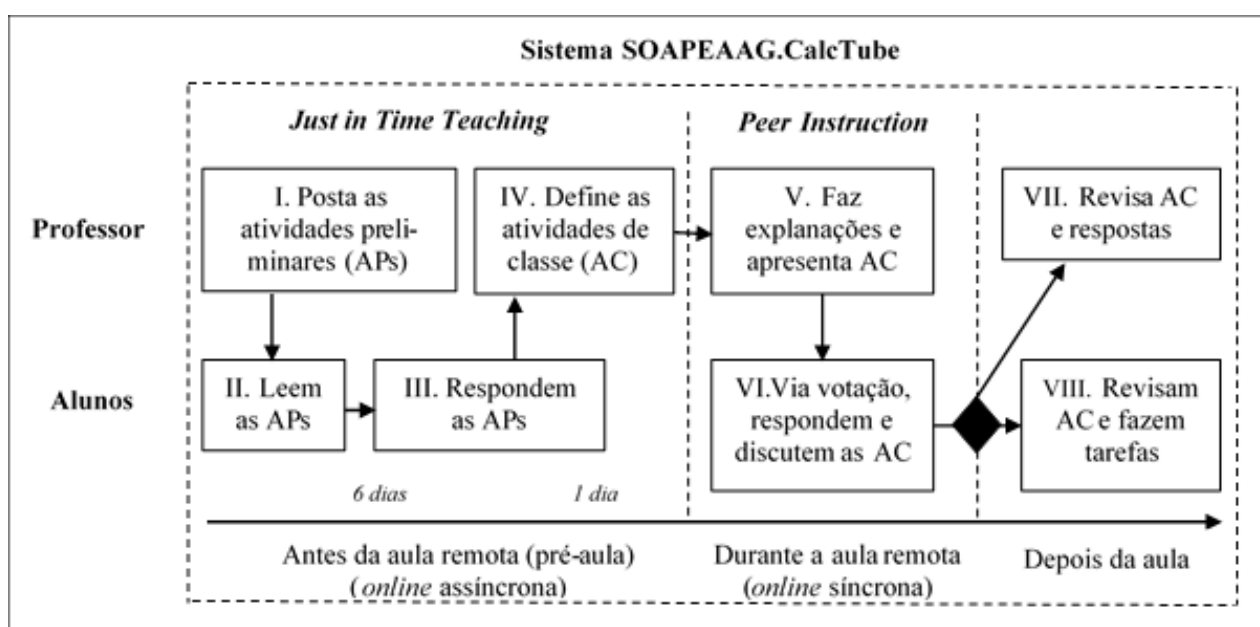 Sistema SOAPEAAG.CalcTube
Just in Time Teaching
Peer Instruction
Professor
I. Posta as
atividades preli-
minares (APs)
IV. Define as
atividades de
classe (AC)
V. Faz
explanações e
apresenta AC
VII. Revisa AC
e respostas
Alunos
II. Leem
as APs
III. Respondem
as APs
VI.Via votação,
respondem e
discutem as AC
VIII. Revisam
AC e fazem
tarefas
6 dias
1 dia
Antes da aula remota (pré-aula)
(online assíncrona)
Durante a aula remota
(online síncrona)
Depois da aula